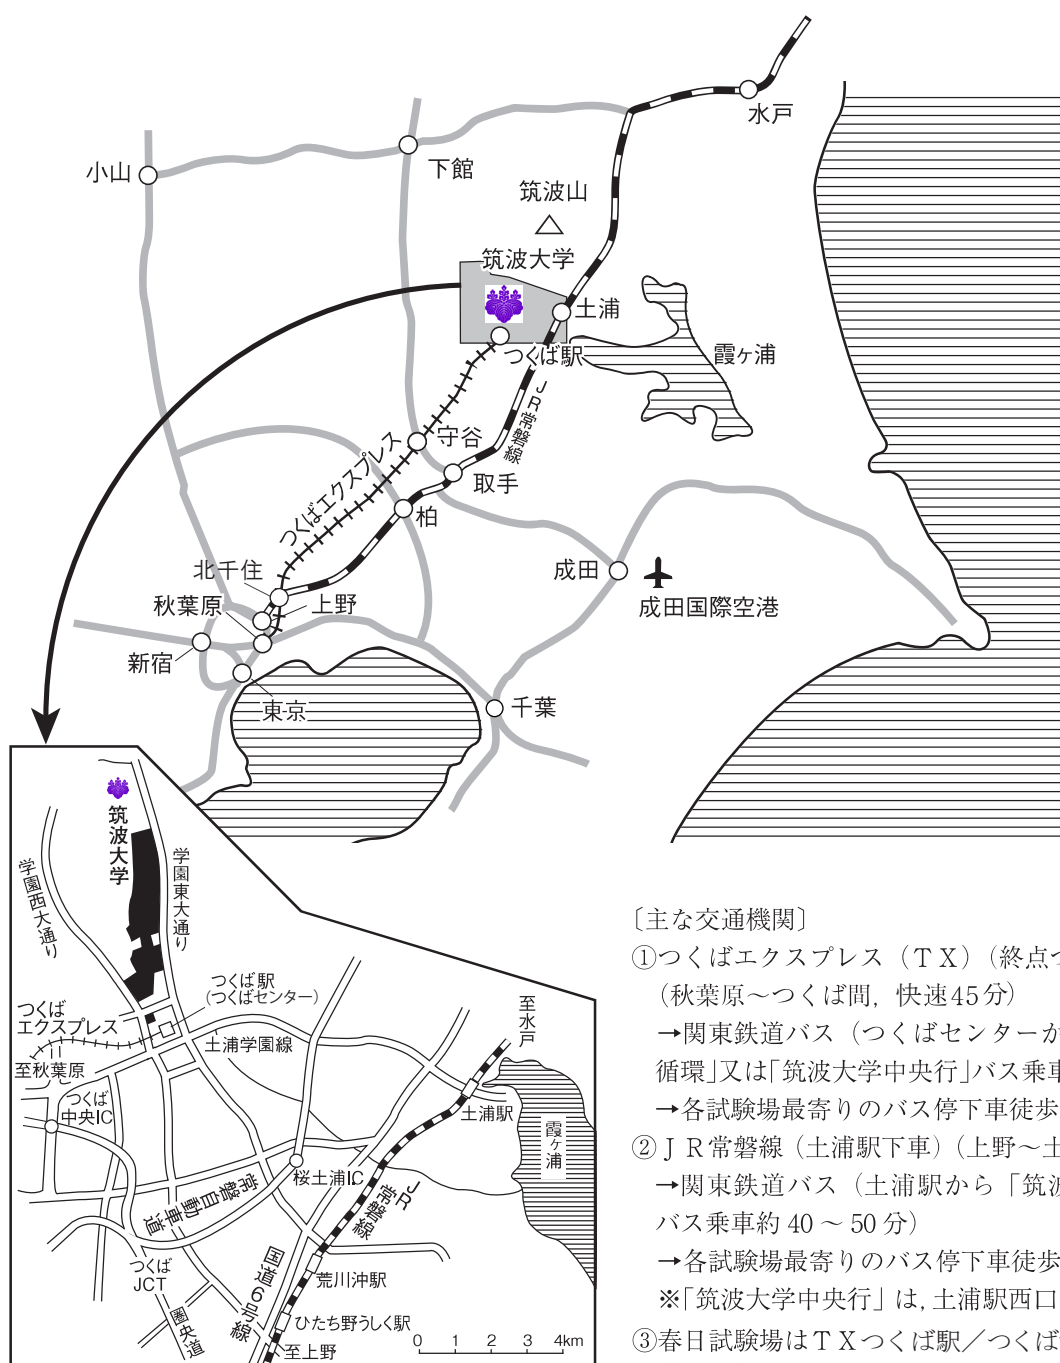 水戸
小山
下館
筑波山
筑波大学
土浦
つくば駅
霞ヶ浦
JR常磐線
守谷
つくばエクスプレス
取手
柏
北千住
成田
秋葉原
上野
成田国際空港
新宿
東京
千葉
筑波大学
学園東大通り
学園西大通り
つくば駅
(つくばセンター)
至水戸
つくば
エクスプレス
土浦学園線
至秋葉原
つくば
中央IC
土浦駅
霞ヶ浦
桜土浦IC
常磐自動車道
JR
常磐線
つくば
JCT
国道6号線
荒川沖駅
圏央道
ひたち野うしく駅
至上野
0 1 2 3 4km
〔主な交通機関〕
①つくばエクスプレス（ＴＸ）（終点つ
（秋葉原～つくば間，快速45分）
→関東鉄道バス（つくばセンターか
循環」又は「筑波大学中央行」バス乗車
→各試験場最寄りのバス停下車徒歩
②ＪＲ常磐線（土浦駅下車）（上野～土
→関東鉄道バス（土浦駅から「筑波
バス乗車約 40 ～ 50 分）
→各試験場最寄りのバス停下車徒歩
※「筑波大学中央行」は，土浦駅西口
③春日試験場はＴＸつくば駅／つくば